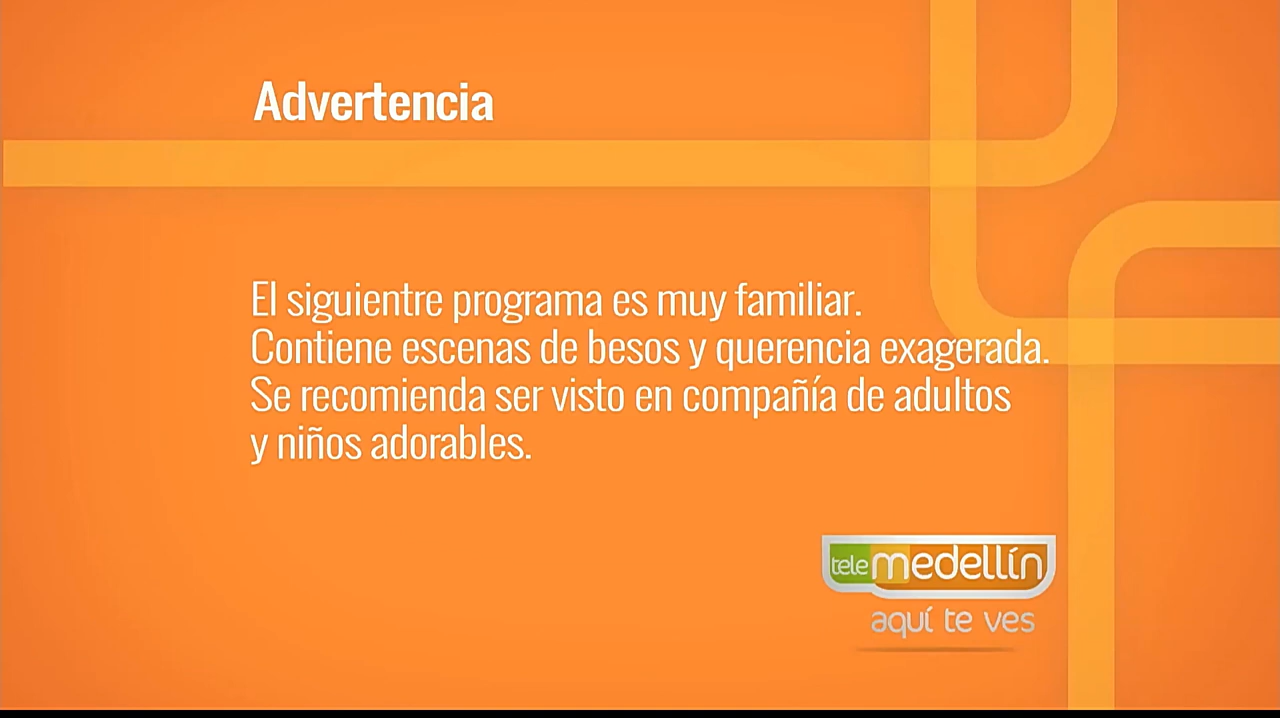 Advertencia
El siguientre programa es muy familiar.
Contiene escenas de besos y querencia exagerada.
Se recomienda ser visto en compañía de adultos
y niños adorables.
telemedellín
aquí te ves